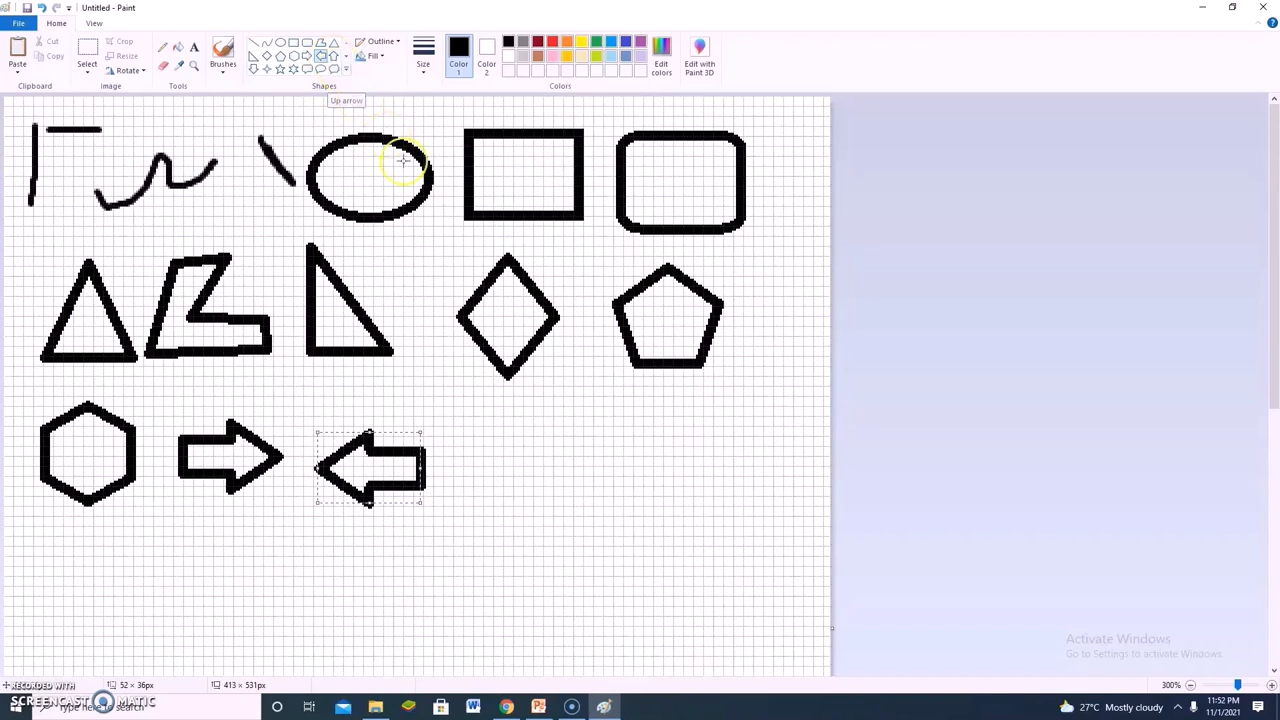 Untitled - Paint
File
Home
View
Paste
Cut
Copy
Clipboard
Select
Crop
Resize
Rotate
Image
Tools
Brushes
Shapes
Outline
Fill
Size
Color
1
Color
2
Edit
colors
Edit with
Paint 3D
Colors
Up arrow
Activate Windows
Go to Settings to activate Windows.
52 × 36px
413 × 531px
300%
RECORDED WITH
SCREENCAST MATIC
27°C Mostly cloudy
11:52 PM
11/1/2021